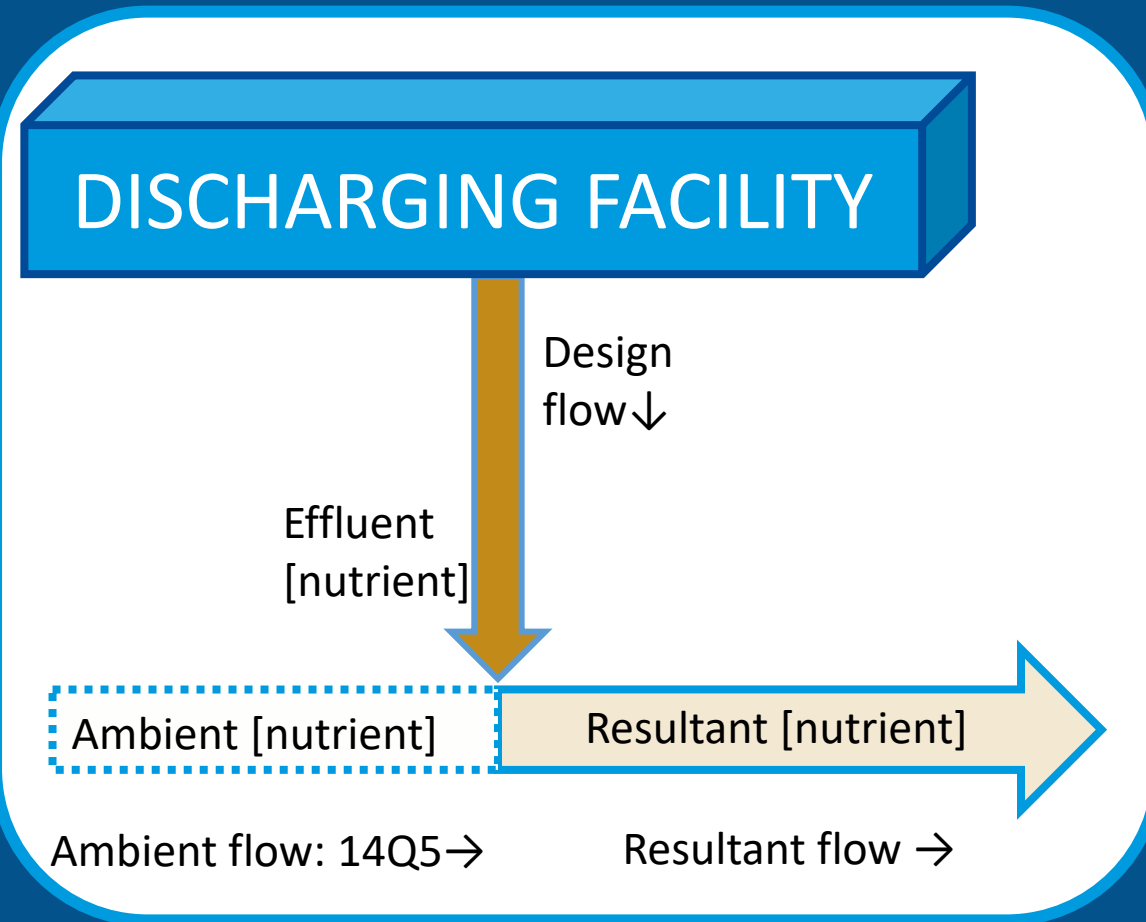 DISCHARGING FACILITY
Design
flow↓
Effluent
[nutrient]
Ambient [nutrient]
Resultant [nutrient]
Ambient flow: 14Q5→
Resultant flow →